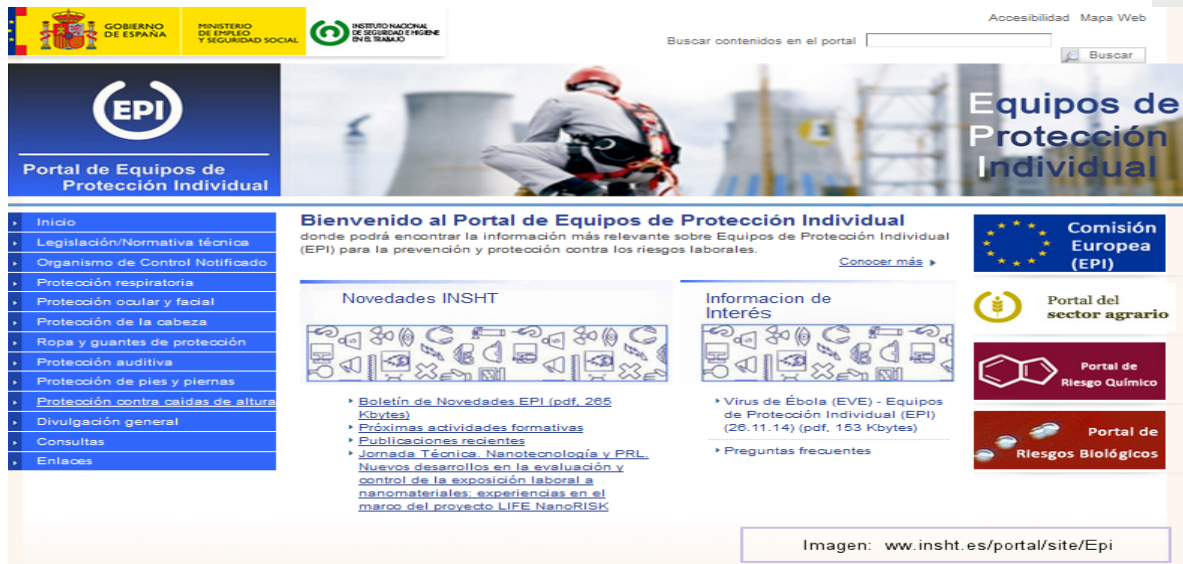 GOBIERNO
DE ESPAÑA
MINISTERIO
DE EMPLEO
Y SEGURIDAD SOCIAL
INSTITUTO NACIONAL
DE SEGURIDAD E HIGIENE
EN EL TRABAJO
Accesibilidad Mapa Web
Buscar contenidos en el portal
Buscar
EPI
Portal de Equipos de
Protección Individual
Equipos de
Protección
Individual
Inicio
Legislación/Normativa técnica
Organismo de Control Notificado
Protección respiratoria
Protección ocular y facial
Protección de la cabeza
Ropa y guantes de protección
Protección auditiva
Protección de pies y piernas
Protección contra caidas de altura
Divulgación general
Consultas
Enlaces
Bienvenido al Portal de Equipos de Protección Individual
donde podrá encontrar la información más relevante sobre Equipos de Protección Individual
(EPI) para la prevención y protección contra los riesgos laborales.
Conocer más
Novedades INSHT
Boletín de Novedades EPI (pdf, 265
Kbytes)
Próximas actividades formativas
Publicaciones recientes
Jornada Técnica. Nanotecnología y PRL.
Nuevos desarrollos en la evaluación y
control de la exposición laboral a
nanomateriales: experiencias en el
marco del proyecto LIFE NanoRISK
Informacion de
Interés
Virus de Ébola (EVE) - Equipos
de Protección Individual (EPI)
(26.11.14) (pdf, 153 Kbytes)
Preguntas frecuentes
Comisión
Europea
(EPI)
Portal del
sector agrario
Portal de
Riesgo Químico
Portal de
Riesgos Biológicos
Imagen: ww.insht.es/portal/site/Epi